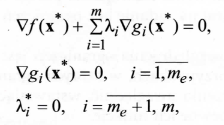 ∇f(x*) + ∑_{i=1}^{m} λ_i ∇g_i(x*) = 0,
∇g_i(x*) = 0,   i = \overline{1, m_e},
λ_i^* = 0,   i = \overline{m_e + 1, m},